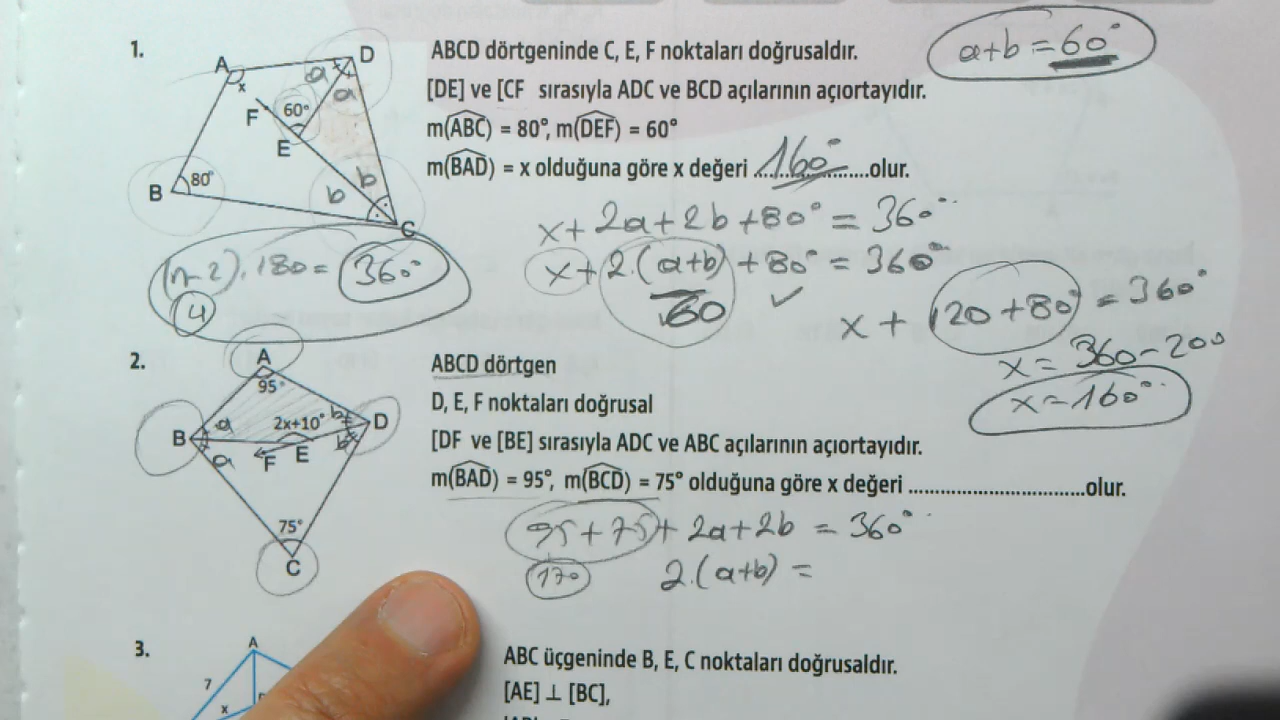 a+b = 60°
1.
ABCD dörtgeninde C, E, F noktaları doğrusaldır.
[DE] ve [CF sırasıyla ADC ve BCD açılarının açıortayıdır.
m(ABC) = 80°, m(DEF) = 60°
m(BAD) = x olduğuna göre x değeri ..160°..olur.
A
D
a
x
a
F
60°
E
B
80°
b
b
C
x + 2a + 2b + 80° = 360°
x + 2.(a+b) + 80° = 360°
60
(n-2).180 = 360°
4
x + 120 + 80° = 360°
x = 360 - 200
x = 160°
2.
ABCD dörtgen
D, E, F noktaları doğrusal
[DF ve [BE] sırasıyla ADC ve ABC açılarının açıortayıdır.
m(BAD) = 95°, m(BCD) = 75° olduğuna göre x değeri ................................olur.
A
95°
a
2x+10°
b
B
D
a
F
E
b
75°
C
95 + 75 + 2a + 2b = 360°
170
2.(a+b) =
3.
ABC üçgeninde B, E, C noktaları doğrusaldır.
[AE] ⊥ [BC],
A
7
x